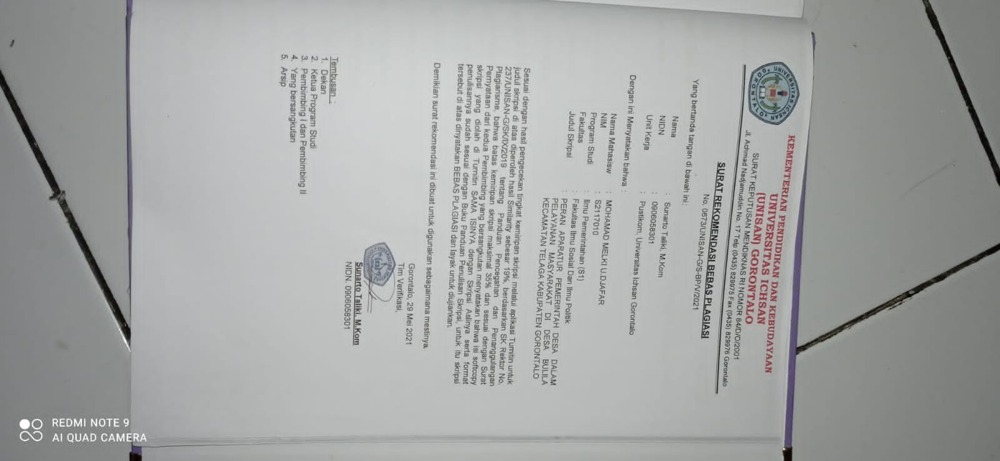 KEMENTERIAN PENDIDIKAN DAN KEBUDAYAAN
UNIVERSITAS ICHSAN
(UNISAN) GORONTALO
SURAT KEPUTUSAN MENDIKNAS RI NOMOR 84/D/O/2001
Jl. Achmad Nadjamuddin No. 17 Telp (0435) 829975 Fax (0435) 829976 Gorontalo
UNIVERSITAS ICHSAN
GORONTALO
SURAT REKOMENDASI BEBAS PLAGIASI
No. 0673/UNISAN-G/S-BP/V/2021
Yang bertanda tangan di bawah ini :
Nama : Sunarto Taliki, M.Kom
NIDN : 0906058301
Unit Kerja : Pustikom, Universitas Ichsan Gorontalo
Dengan ini Menyatakan bahwa :
Nama Mahasisw : MOHAMAD MELKI U.DJAFAR
NIM : S2117010
Program Studi : Ilmu Pemerintahan (S1)
Fakultas : Fakultas Ilmu Sosial Dan Ilmu Politik
Judul Skripsi : PERAN APARATUR PEMERINTAH DESA DALAM
PELAYANAN MASYARAKAT DI DESA BULILA
KECAMATAN TELAGA KABUPATEN GORONTALO
Sesuai dengan hasil pengecekan tingkat kemiripan skripsi melalui aplikasi Turnitin untuk
judul skripsi di atas diperoleh hasil Similarity sebesar 19%, berdasarkan SK Rektor No.
237/UNISAN-G/SK/IX/2019 tentang Panduan Pencegahan dan Penanggulangan
Plagiarisme, bahwa batas kemiripan skripsi maksimal 35% dan sesuai dengan Surat
Pernyataan dari kedua Pembimbing yang bersangkutan menyatakan bahwa isi softcopy
skripsi yang diolah di Turnitin SAMA ISINYA dengan Skripsi Aslinya serta format
penulisannya sudah sesuai dengan Buku Panduan Penulisan Skripsi, untuk itu skripsi
tersebut di atas dinyatakan BEBAS PLAGIASI dan layak untuk diujiankan.
Demikian surat rekomendasi ini dibuat untuk digunakan sebagaimana mestinya.
Gorontalo, 29 Mei 2021
Tim Verifikasi,
Sunarto Taliki, M.Kom
NIDN. 0906058301
Tembusan :
1. Dekan
2. Ketua Program Studi
3. Pembimbing I dan Pembimbing II
4. Yang bersangkutan
5. Arsip
REDMI NOTE 9
AI QUAD CAMERA